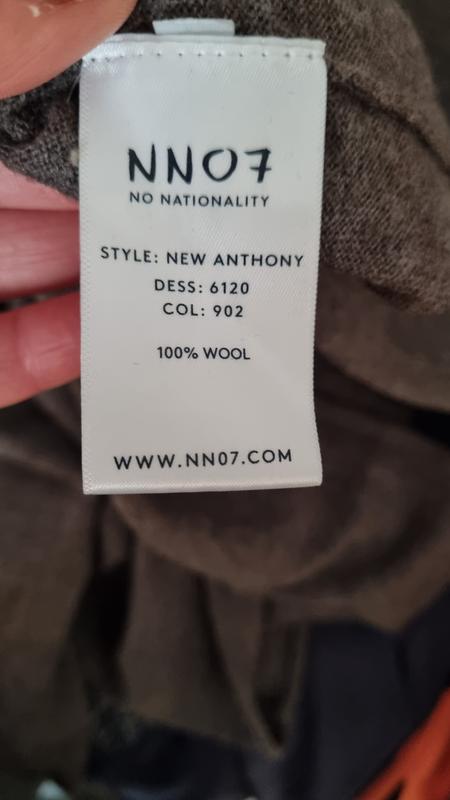 NN07
NO NATIONALITY
STYLE: NEW ANTHONY
DESS: 6120
COL: 902
100% WOOL
WWW.NN07.COM